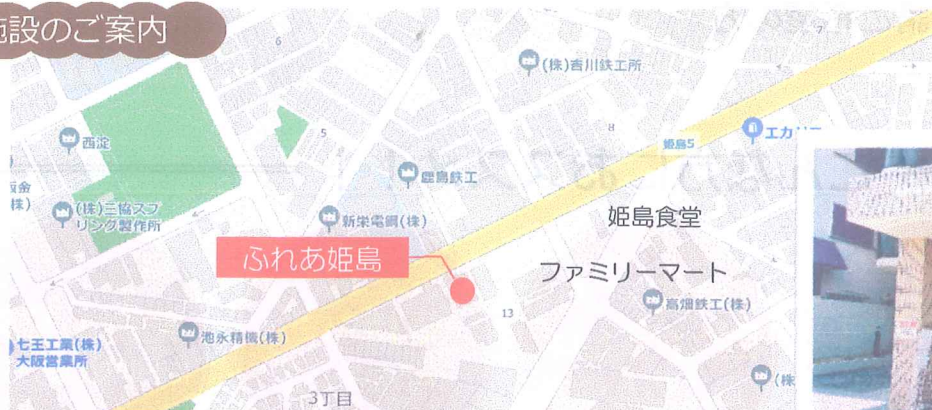 施設のご案内
6
7
(株)香川鉄工所
西淀
5
8
姫島5
鹿島鉄工
(株)三協スプ
リング製作所
新栄電鋼(株)
姫島食堂
ふれあ姫島
ファミリーマート
高畑鉄工(株)
13
池永精機(株)
七王工業(株)
大阪営業所
(株
3丁目